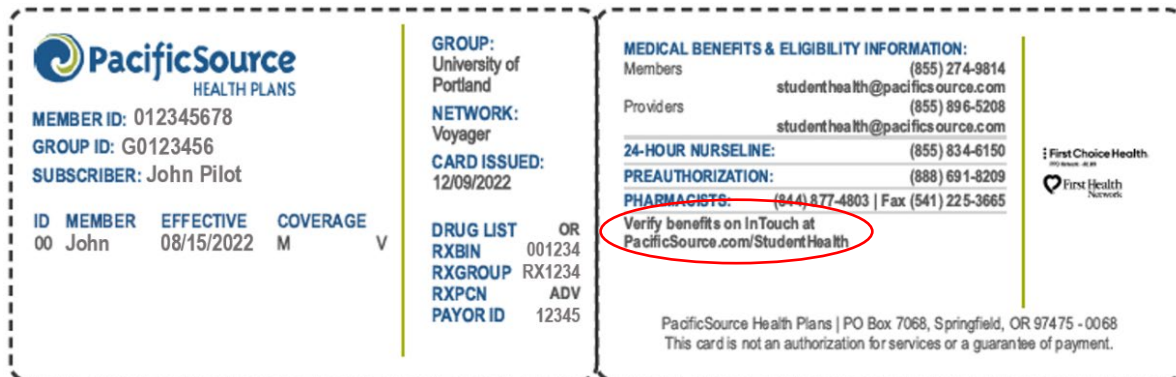 PacificSource
HEALTH PLANS
MEMBER ID: 012345678
GROUP ID: G0123456
SUBSCRIBER: John Pilot
ID MEMBER EFFECTIVE COVERAGE
00 John 08/15/2022 M V
GROUP:
University of
Portland
NETWORK:
Voyager
CARD ISSUED:
12/09/2022
DRUG LIST OR
RXBIN 001234
RXGROUP RX1234
RXPCN ADV
PAYOR ID 12345
MEDICAL BENEFITS & ELIGIBILITY INFORMATION:
Members (855) 274-9814
studenthealth@pacificsource.com
Providers (855) 896-5208
studenthealth@pacificsource.com
24-HOUR NURSELINE: (855) 834-6150
PREAUTHORIZATION: (888) 691-8209
PHARMACISTS: (844) 877-4803 | Fax (541) 225-3665
Verify benefits on InTouch at
PacificSource.com/StudentHealth
First Choice Health
First Health
Network
PacificSource Health Plans | PO Box 7068, Springfield, OR 97475 - 0068
This card is not an authorization for services or a guarantee of payment.